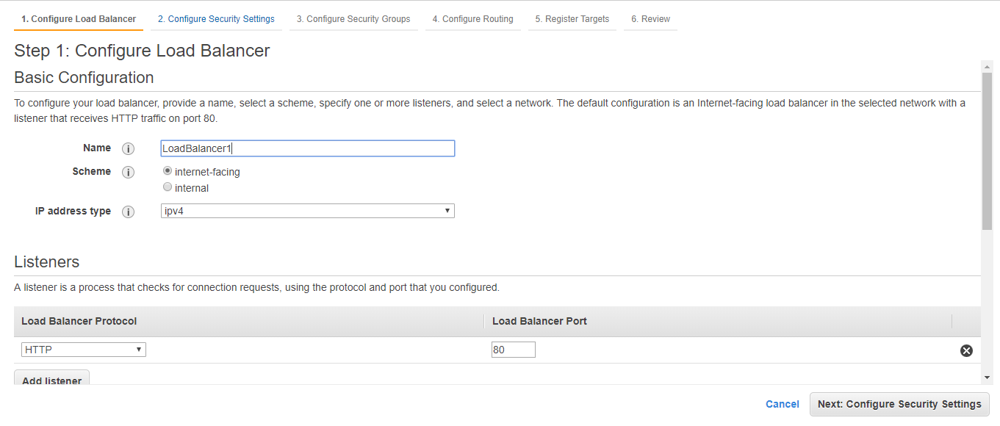 1. Configure Load Balancer 2. Configure Security Settings 3. Configure Security Groups 4. Configure Routing 5. Register Targets 6. Review
Step 1: Configure Load Balancer
Basic Configuration
To configure your load balancer, provide a name, select a scheme, specify one or more listeners, and select a network. The default configuration is an Internet-facing load balancer in the selected network with a
listener that receives HTTP traffic on port 80.
Name i LoadBalancer1
Scheme i internet-facing
internal
IP address type i ipv4
Listeners
A listener is a process that checks for connection requests, using the protocol and port that you configured.
Load Balancer Protocol Load Balancer Port
HTTP 80
Add listener
Cancel Next: Configure Security Settings